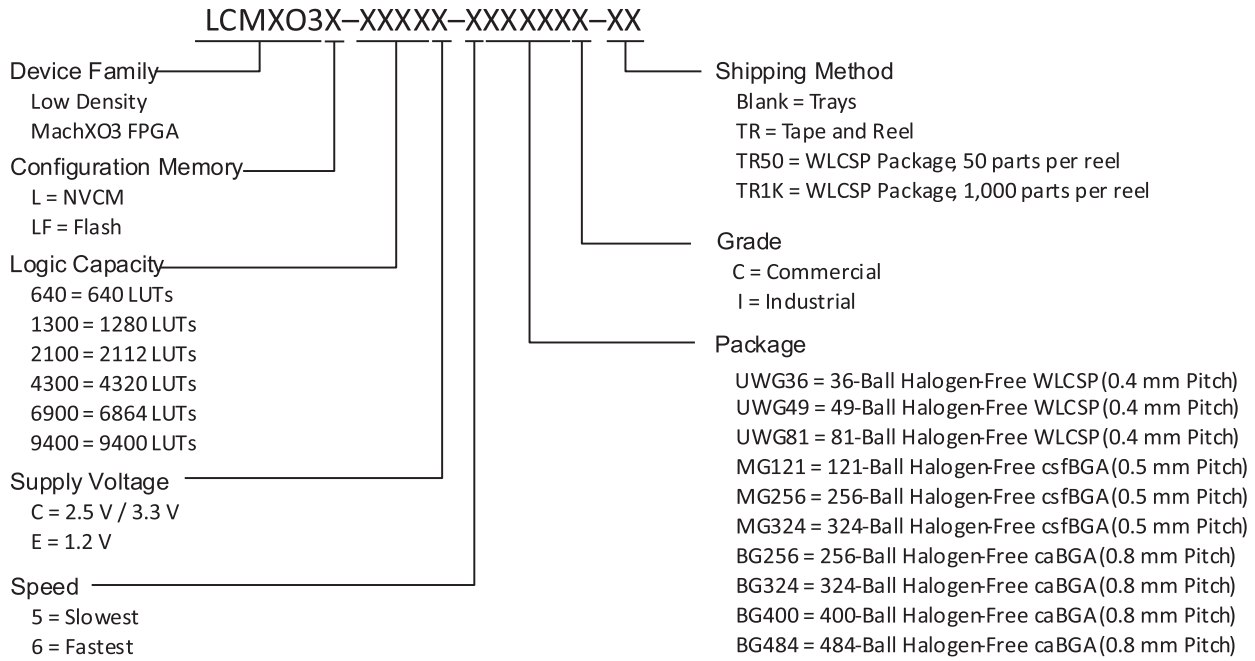 LCMXO3X–XXXXX–XXXXXXX–XX
Device Family
Low Density
MachXO3 FPGA
Configuration Memory
L = NVCM
LF = Flash
Logic Capacity
640 = 640 LUTs
1300 = 1280 LUTs
2100 = 2112 LUTs
4300 = 4320 LUTs
6900 = 6864 LUTs
9400 = 9400 LUTs
Supply Voltage
C = 2.5 V / 3.3 V
E = 1.2 V
Speed
5 = Slowest
6 = Fastest
Shipping Method
Blank = Trays
TR = Tape and Reel
TR50 = WLCSP Package, 50 parts per reel
TR1K = WLCSP Package, 1,000 parts per reel
Grade
C = Commercial
I = Industrial
Package
UWG36 = 36-Ball Halogen-Free WLCSP (0.4 mm Pitch)
UWG49 = 49-Ball Halogen-Free WLCSP (0.4 mm Pitch)
UWG81 = 81-Ball Halogen-Free WLCSP (0.4 mm Pitch)
MG121 = 121-Ball Halogen-Free csfBGA (0.5 mm Pitch)
MG256 = 256-Ball Halogen-Free csfBGA (0.5 mm Pitch)
MG324 = 324-Ball Halogen-Free csfBGA (0.5 mm Pitch)
BG256 = 256-Ball Halogen-Free caBGA (0.8 mm Pitch)
BG324 = 324-Ball Halogen-Free caBGA (0.8 mm Pitch)
BG400 = 400-Ball Halogen-Free caBGA (0.8 mm Pitch)
BG484 = 484-Ball Halogen-Free caBGA (0.8 mm Pitch)